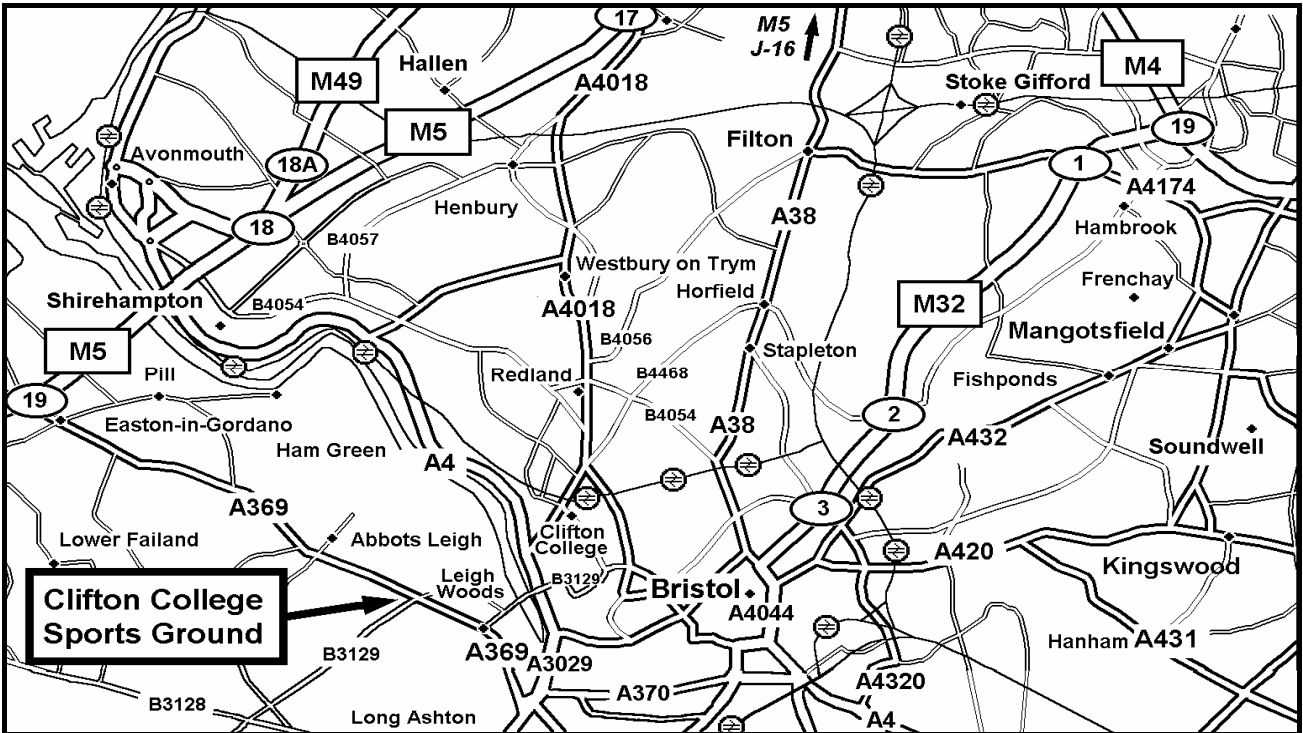 17
M5
J-16
M49
Hallen
A4018
Stoke Gifford
M4
M5
Filton
19
Avonmouth
18A
1
A4174
Henbury
A38
Hambrook
18
B4057
Westbury on Trym
Frenchay
Shirehampton
B4054
Horfield
M32
A4018
Mangotsfield
M5
B4056
Stapleton
Pill
Redland
B4468
Fishponds
19
B4054
2
Easton-in-Gordano
A38
A432
Soundwell
Ham Green
A4
A369
3
Lower Failand
Abbots Leigh
Clifton
College
A420
Kingswood
Leigh
Woods
B3129
Bristol
Clifton College
Sports Ground
A4044
Hanham
A431
B3129
A369
A3029
A4320
A370
B3128
Long Ashton
A4